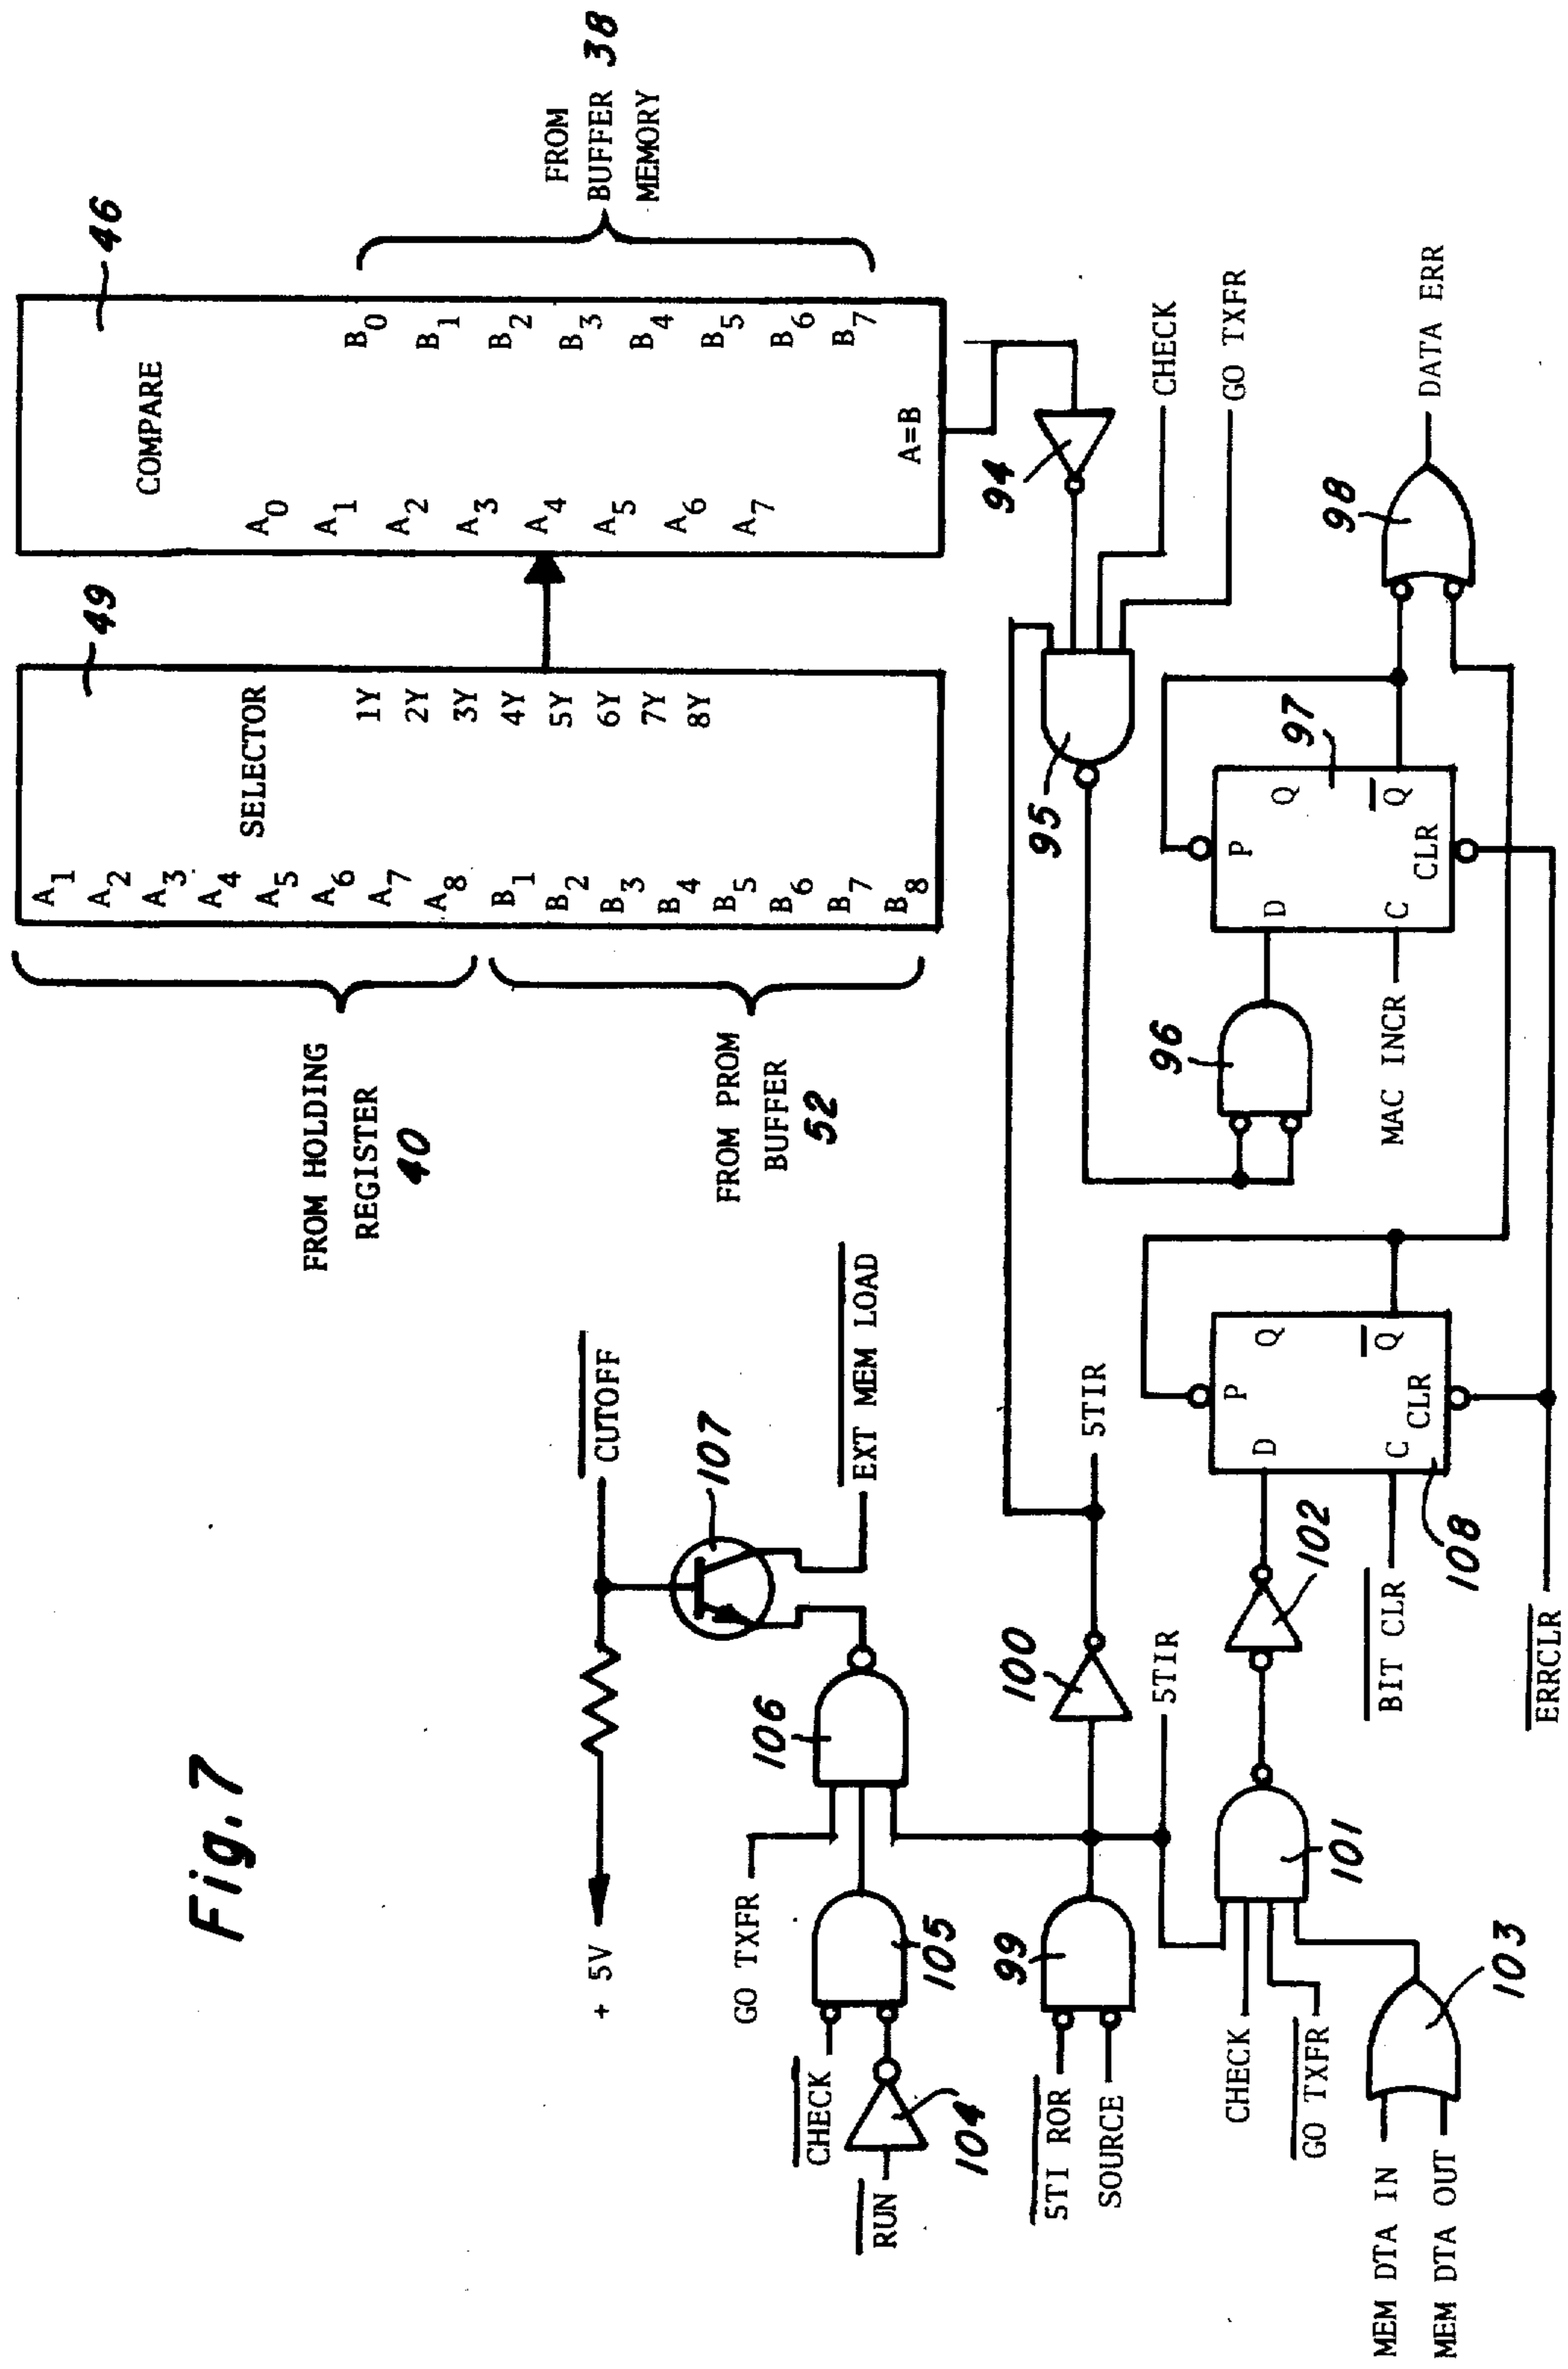 Fig.7
49
SELECTOR
A1
A2
A3
A4
A5
A6
A7
A8
B1
B2
B3
B4
B5
B6
B7
B8
1Y
2Y
3Y
4Y
5Y
6Y
7Y
8Y
FROM HOLDING
REGISTER
40
FROM PROM
BUFFER
52
46
COMPARE
A0
A1
A2
A3
A4
A5
A6
A7
B0
B1
B2
B3
B4
B5
B6
B7
A=B
FROM
BUFFER 38
MEMORY
+ 5V
CUTOFF
107
EXT MEM LOAD
GO TXFR
106
CHECK
105
RUN
104
94
CHECK
GO TXFR
95
5TI ROR
SOURCE
99
100
5TIR
5TIR
96
MAC INCR
D
P
Q
C
CLR
Q
97
98
DATA ERR
CHECK
GO TXFR
101
102
MEM DTA IN
MEM DTA OUT
103
BIT CLR
D
P
Q
C
CLR
Q
108
ERRCLR